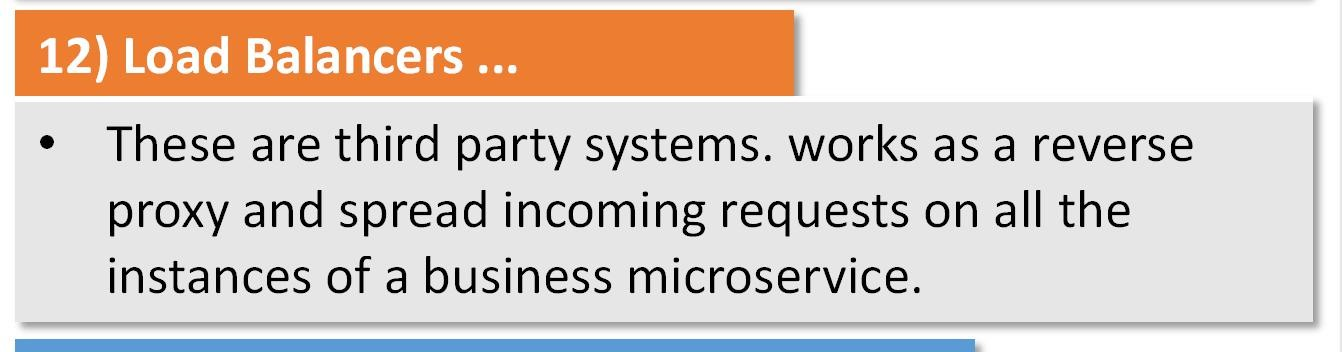 12) Load Balancers ...
• These are third party systems. works as a reverse
proxy and spread incoming requests on all the
instances of a business microservice.